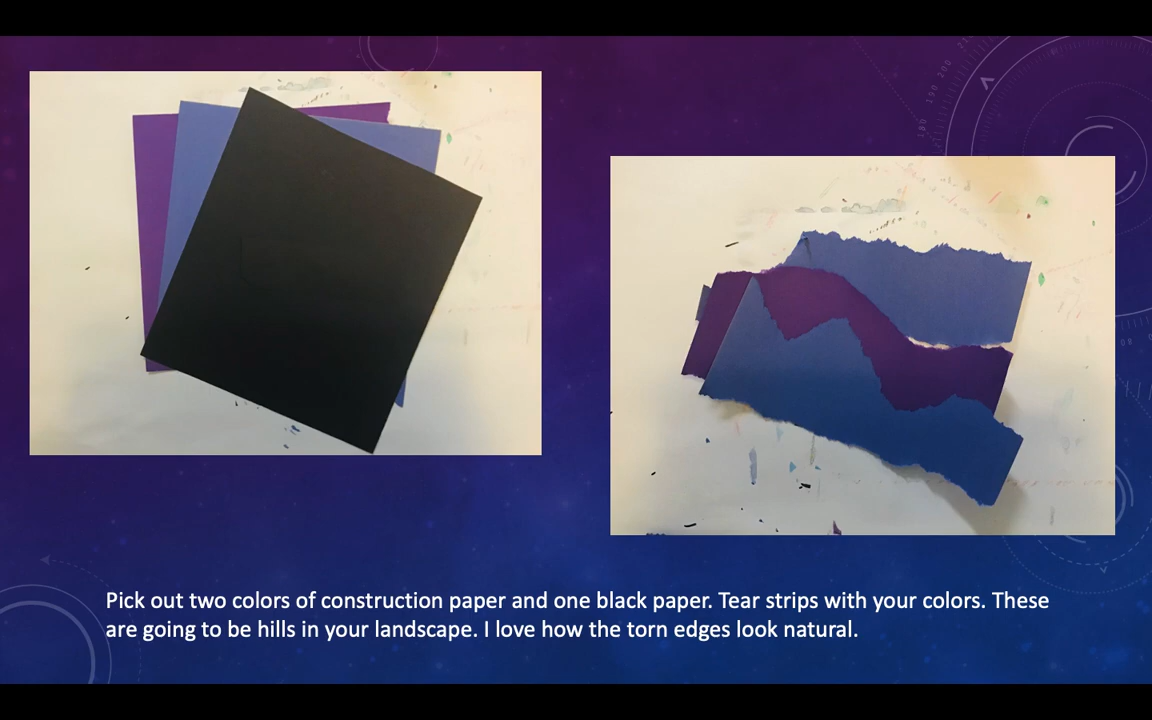 Pick out two colors of construction paper and one black paper. Tear strips with your colors. These
are going to be hills in your landscape. I love how the torn edges look natural.